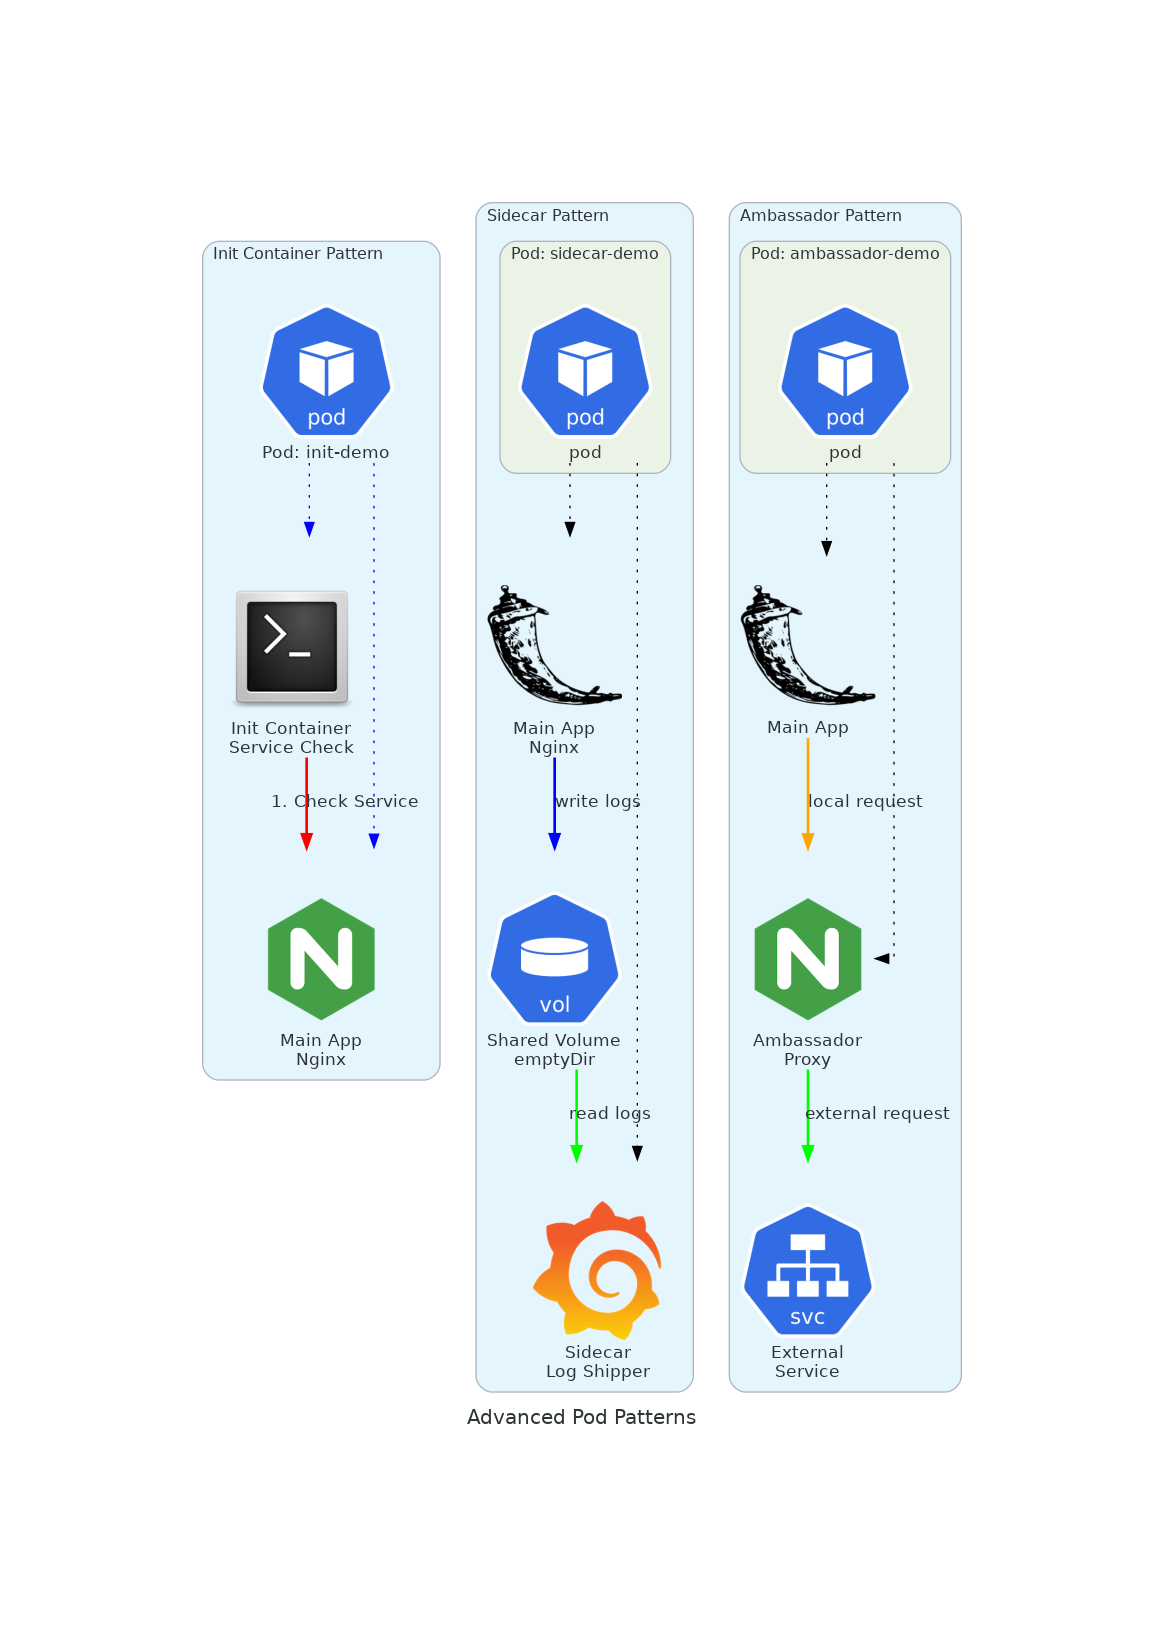 Init Container Pattern
pod
Pod: init-demo
Init Container
Service Check
1. Check Service
Main App
Nginx
Sidecar Pattern
Pod: sidecar-demo
pod
pod
Main App
Nginx
write logs
vol
Shared Volume
emptyDir
read logs
Sidecar
Log Shipper
Ambassador Pattern
Pod: ambassador-demo
pod
pod
Main App
local request
Ambassador
Proxy
external request
svc
External
Service
Advanced Pod Patterns